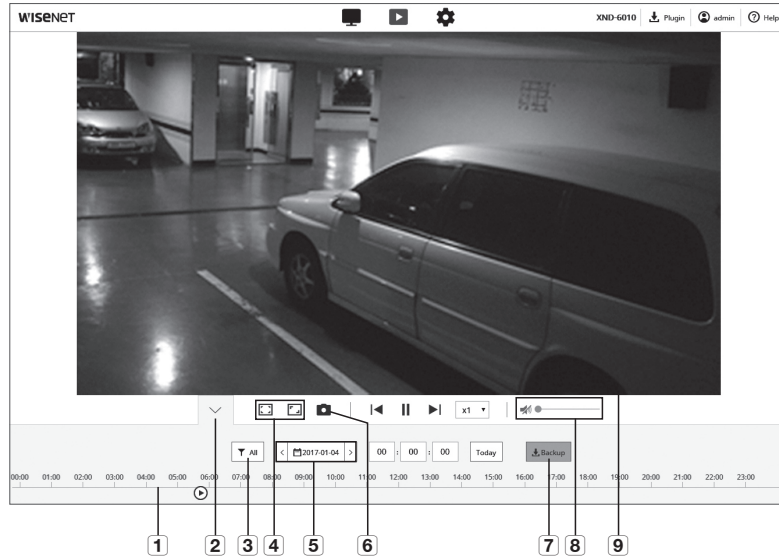 WISENET
XND-6010 Plugin admin ? Help
x1
All
< 2017-01-04 >
00 : 00 : 00
Today
Backup
00:00 01:00 02:00 03:00 04:00 05:00 06:00 07:00 08:00 09:00 10:00 11:00 12:00 13:00 14:00 15:00 16:00 17:00 18:00 19:00 20:00 21:00 22:00 23:00
1 2 3 4 5 6 7 8 9